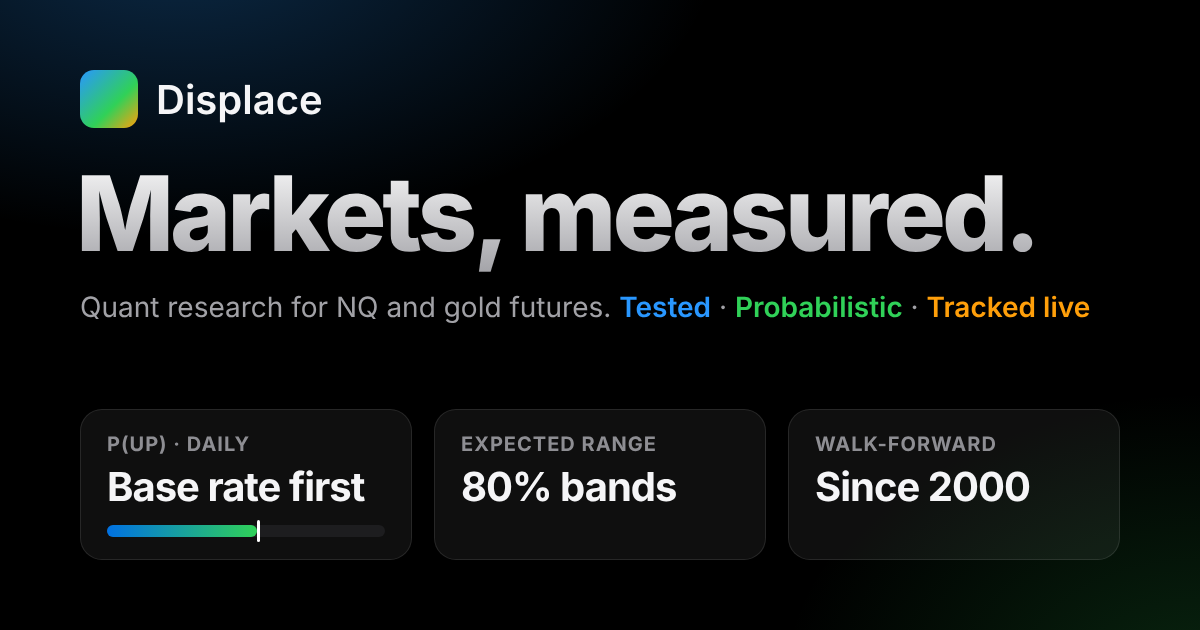 Displace
Markets, measured.
Quant research for NQ and gold futures. Tested · Probabilistic · Tracked live
P(UP) · DAILY
Base rate first
EXPECTED RANGE
80% bands
WALK-FORWARD
Since 2000